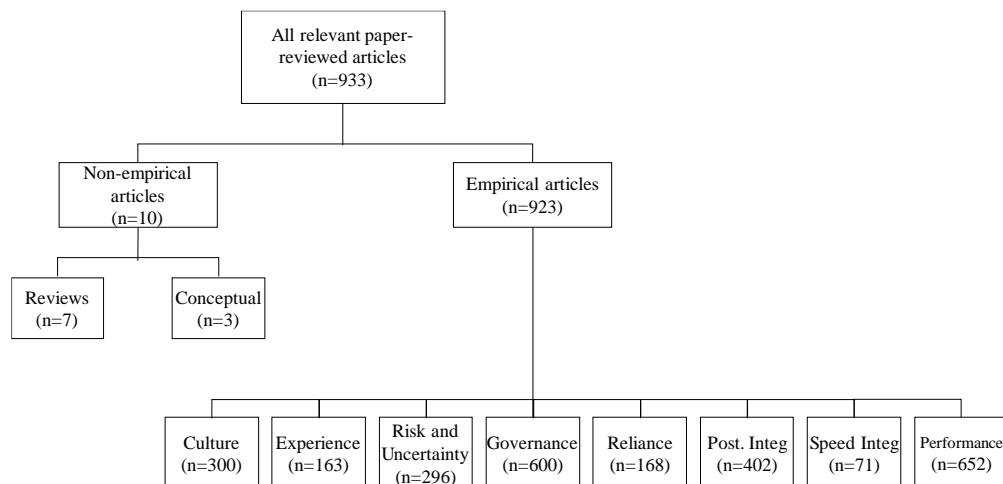 All relevant paper-
reviewed articles
(n=933)
Non-empirical
articles
(n=10)
Empirical articles
(n=923)
Reviews
(n=7)
Conceptual
(n=3)
Culture
(n=300)
Experience
(n=163)
Risk and
Uncertainty
(n=296)
Governance
(n=600)
Reliance
(n=168)
Post. Integ
(n=402)
Speed Integ
(n=71)
Performance
(n=652)